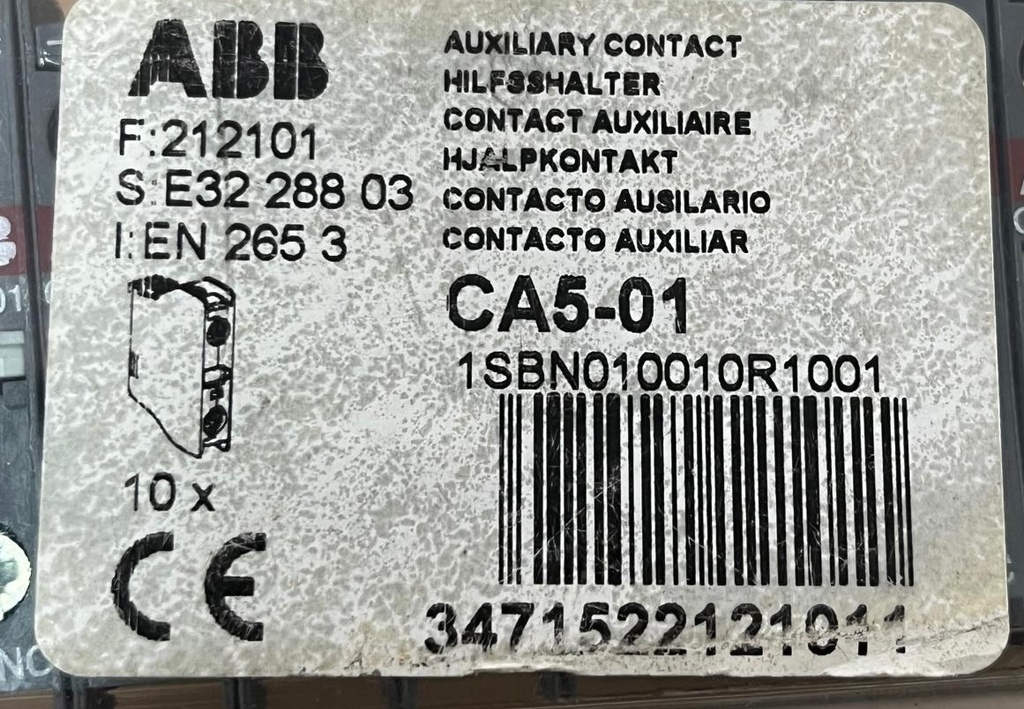 ABB
F:212101
S:E32 288 03
I:EN 265 3
AUXILIARY CONTACT
HILFSSHALTER
CONTACT AUXILIAIRE
HJALPKONTAKT
CONTACTO AUSILARIO
CONTACTO AUXILIAR
CA5-01
1SBN010010R1001
10 x
CE
3471522121011